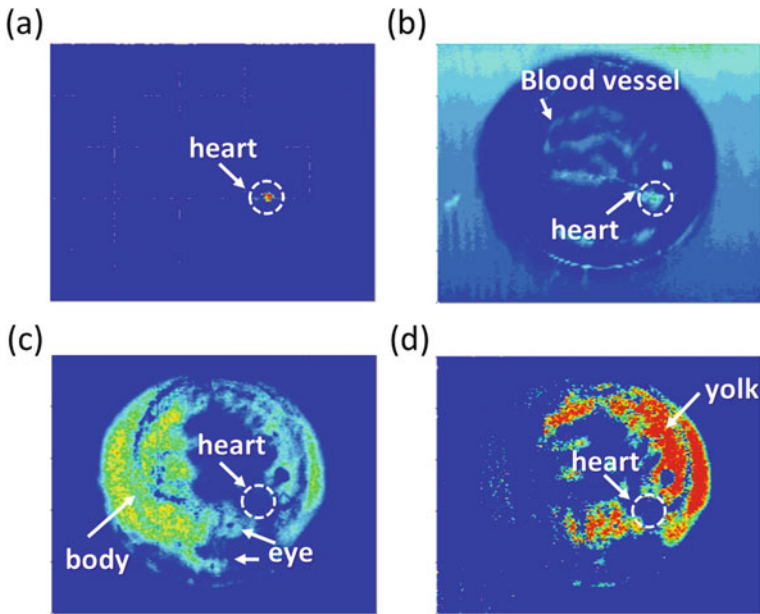 (a)
heart
(b)
Blood vessel
heart
(c)
heart
body
eye
(d)
yolk
heart